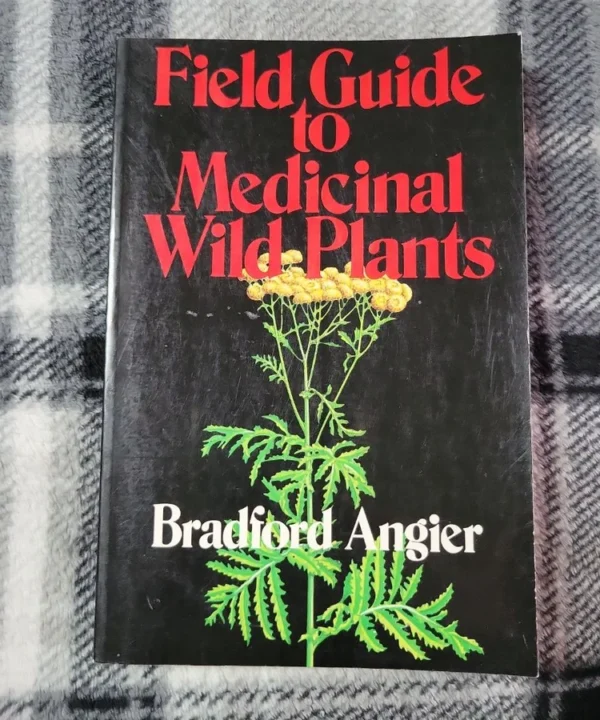 Field Guide
to
Medicinal
Wild Plants
Bradford Angier